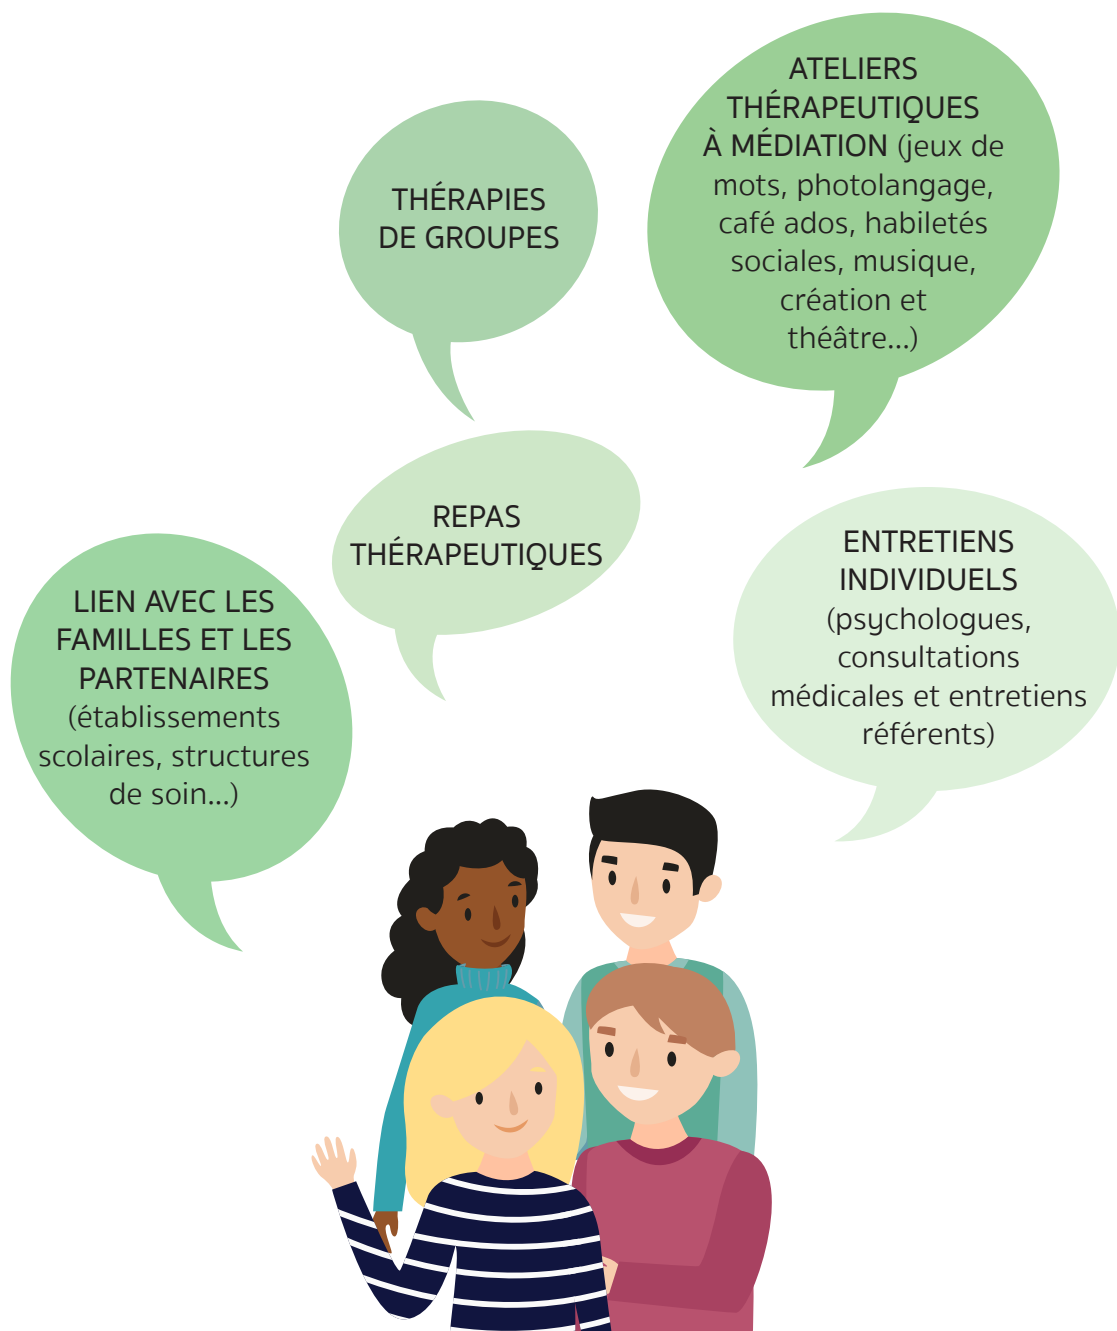 ATELIERS
THÉRAPEUTIQUES
À MÉDIATION (jeux de
mots, photolangage,
café ados, habiletés
sociales, musique,
création et
théâtre...)
THÉRAPIES
DE GROUPES
REPAS
THÉRAPEUTIQUES
ENTRETIENS
INDIVIDUELS
(psychologues,
consultations
médicales et entretiens
référents)
LIEN AVEC LES
FAMILLES ET LES
PARTENAIRES
(établissements
scolaires, structures
de soin...)